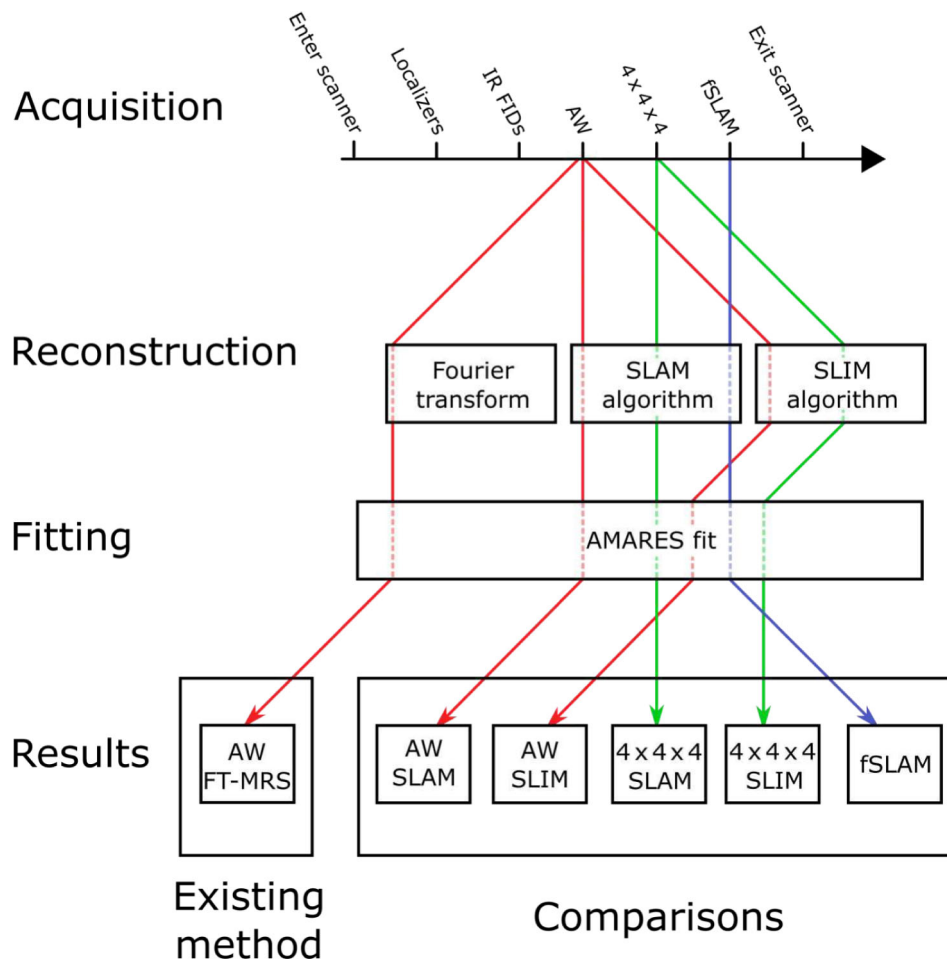 Acquisition
Enter scanner
Localizers
IR FIDs
AW
4 x 4 x 4
fSLAM
Exit scanner
Reconstruction
Fourier
transform
SLAM
algorithm
SLIM
algorithm
Fitting
AMARES fit
Results
AW
FT-MRS
AW
SLAM
AW
SLIM
4 x 4 x 4
SLAM
4 x 4 x 4
SLIM
fSLAM
Existing
method
Comparisons